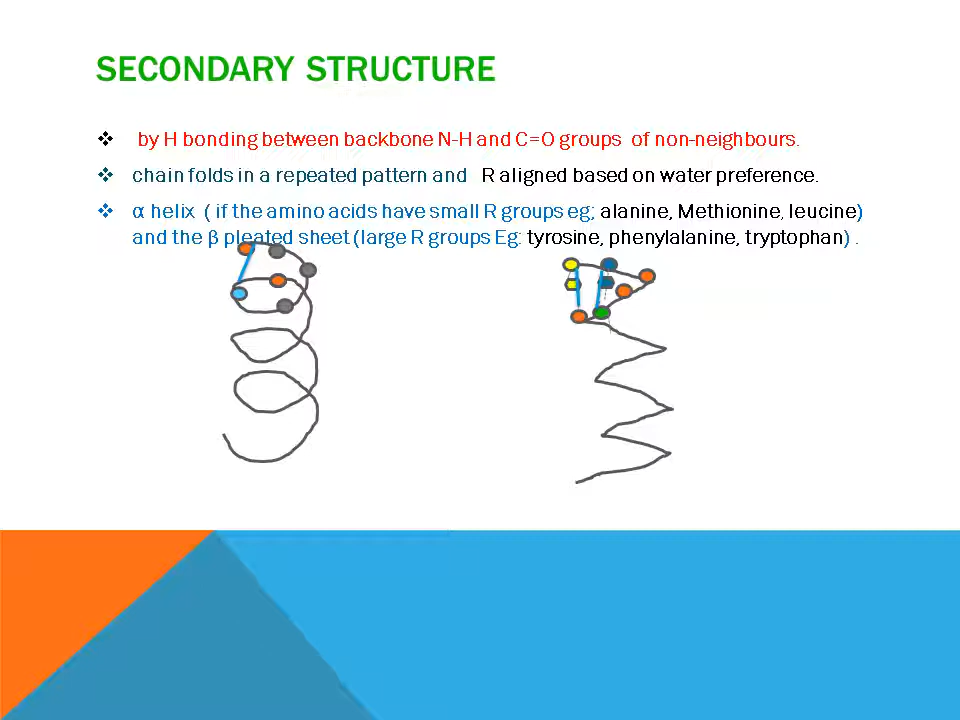 SECONDARY STRUCTURE
❖ by H bonding between backbone N-H and C=O groups of non-neighbours.
❖ chain folds in a repeated pattern and R aligned based on water preference.
❖ α helix ( if the amino acids have small R groups eg; alanine, Methionine, leucine)
and the β pleated sheet (large R groups Eg: tyrosine, phenylalanine, tryptophan) .